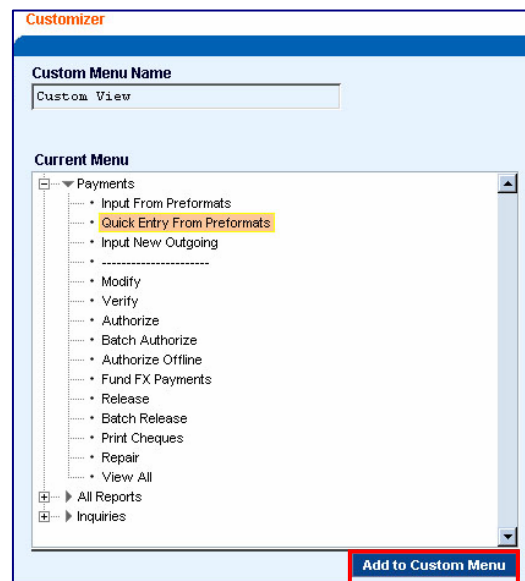 Customizer
Custom Menu Name
Custom View
Current Menu
Payments
• Input From Preformats
• Quick Entry From Preformats
• Input New Outgoing
• ---------------------
• Modify
• Verify
• Authorize
• Batch Authorize
• Authorize Offline
• Fund FX Payments
• Release
• Batch Release
• Print Cheques
• Repair
• View All
All Reports
Inquiries
Add to Custom Menu